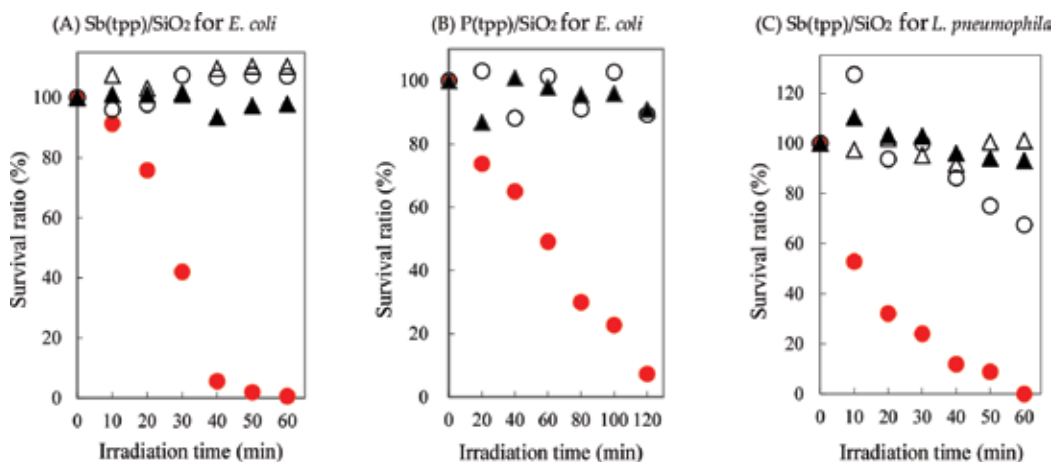 (A) Sb(tpp)/SiO2 for E. coli
(B) P(tpp)/SiO2 for E. coli
(C) Sb(tpp)/SiO2 for L. pneumophila
Survival ratio (%)
100
80
60
40
20
0
0 10 20 30 40 50 60
Irradiation time (min)
Survival ratio (%)
100
80
60
40
20
0
0 20 40 60 80 100 120
Irradiation time (min)
Survival ratio (%)
120
100
80
60
40
20
0
0 10 20 30 40 50 60
Irradiation time (min)